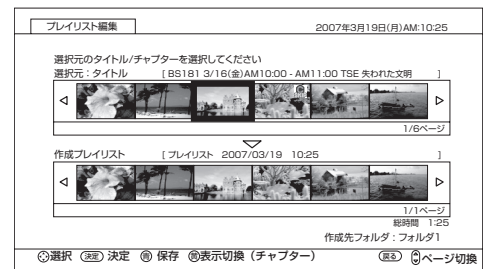 プレイリスト編集
2007年3月19日(月)AM:10:25
選択元のタイトル/チャプターを選択してください
選択元：タイトル [ BS181 3/16(金)AM10:00 - AM11:00 TSE 失われた文明 ]
1/6ページ
作成プレイリスト [ プレイリスト 2007/03/19 10:25 ]
1/1ページ
総時間 1:25
作成先フォルダ：フォルダ1
選択 決定 決定 青 保存 黄 表示切換（チャプター） 戻る ページ切換